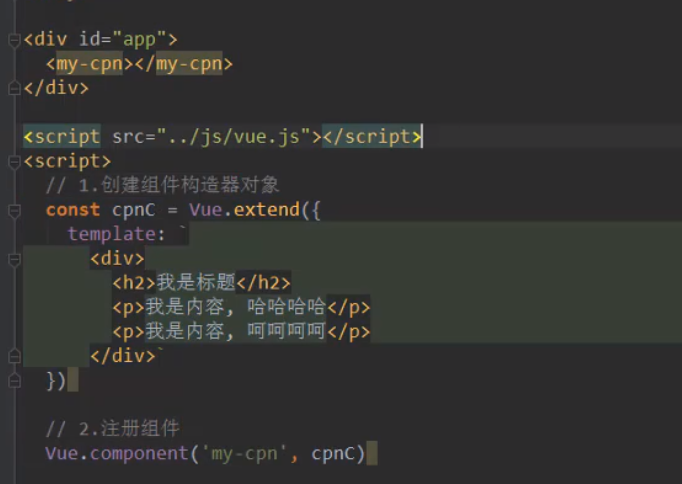 <div id="app">
<my-cpn></my-cpn>
</div>
<script src="../js/vue.js"></script>
<script>
// 1.创建组件构造器对象
const cpnC = Vue.extend({
template: `
<div>
<h2>我是标题</h2>
<p>我是内容, 哈哈哈哈</p>
<p>我是内容, 呵呵呵呵</p>
</div>`
})
// 2.注册组件
Vue.component('my-cpn', cpnC)